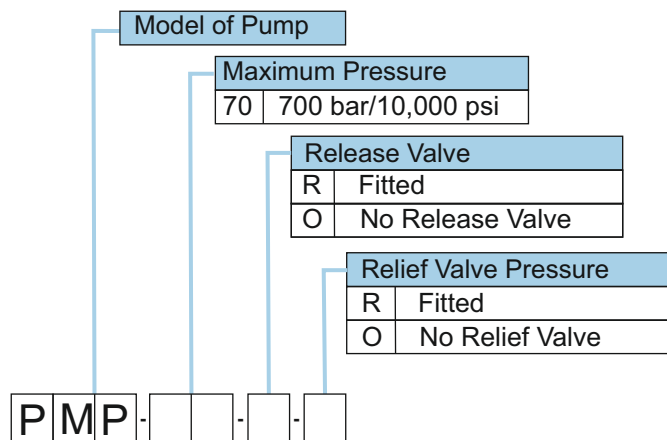 Model of Pump
Maximum Pressure
70 700 bar/10,000 psi
Release Valve
R Fitted
O No Release Valve
Relief Valve Pressure
R Fitted
O No Relief Valve
PMP- - -